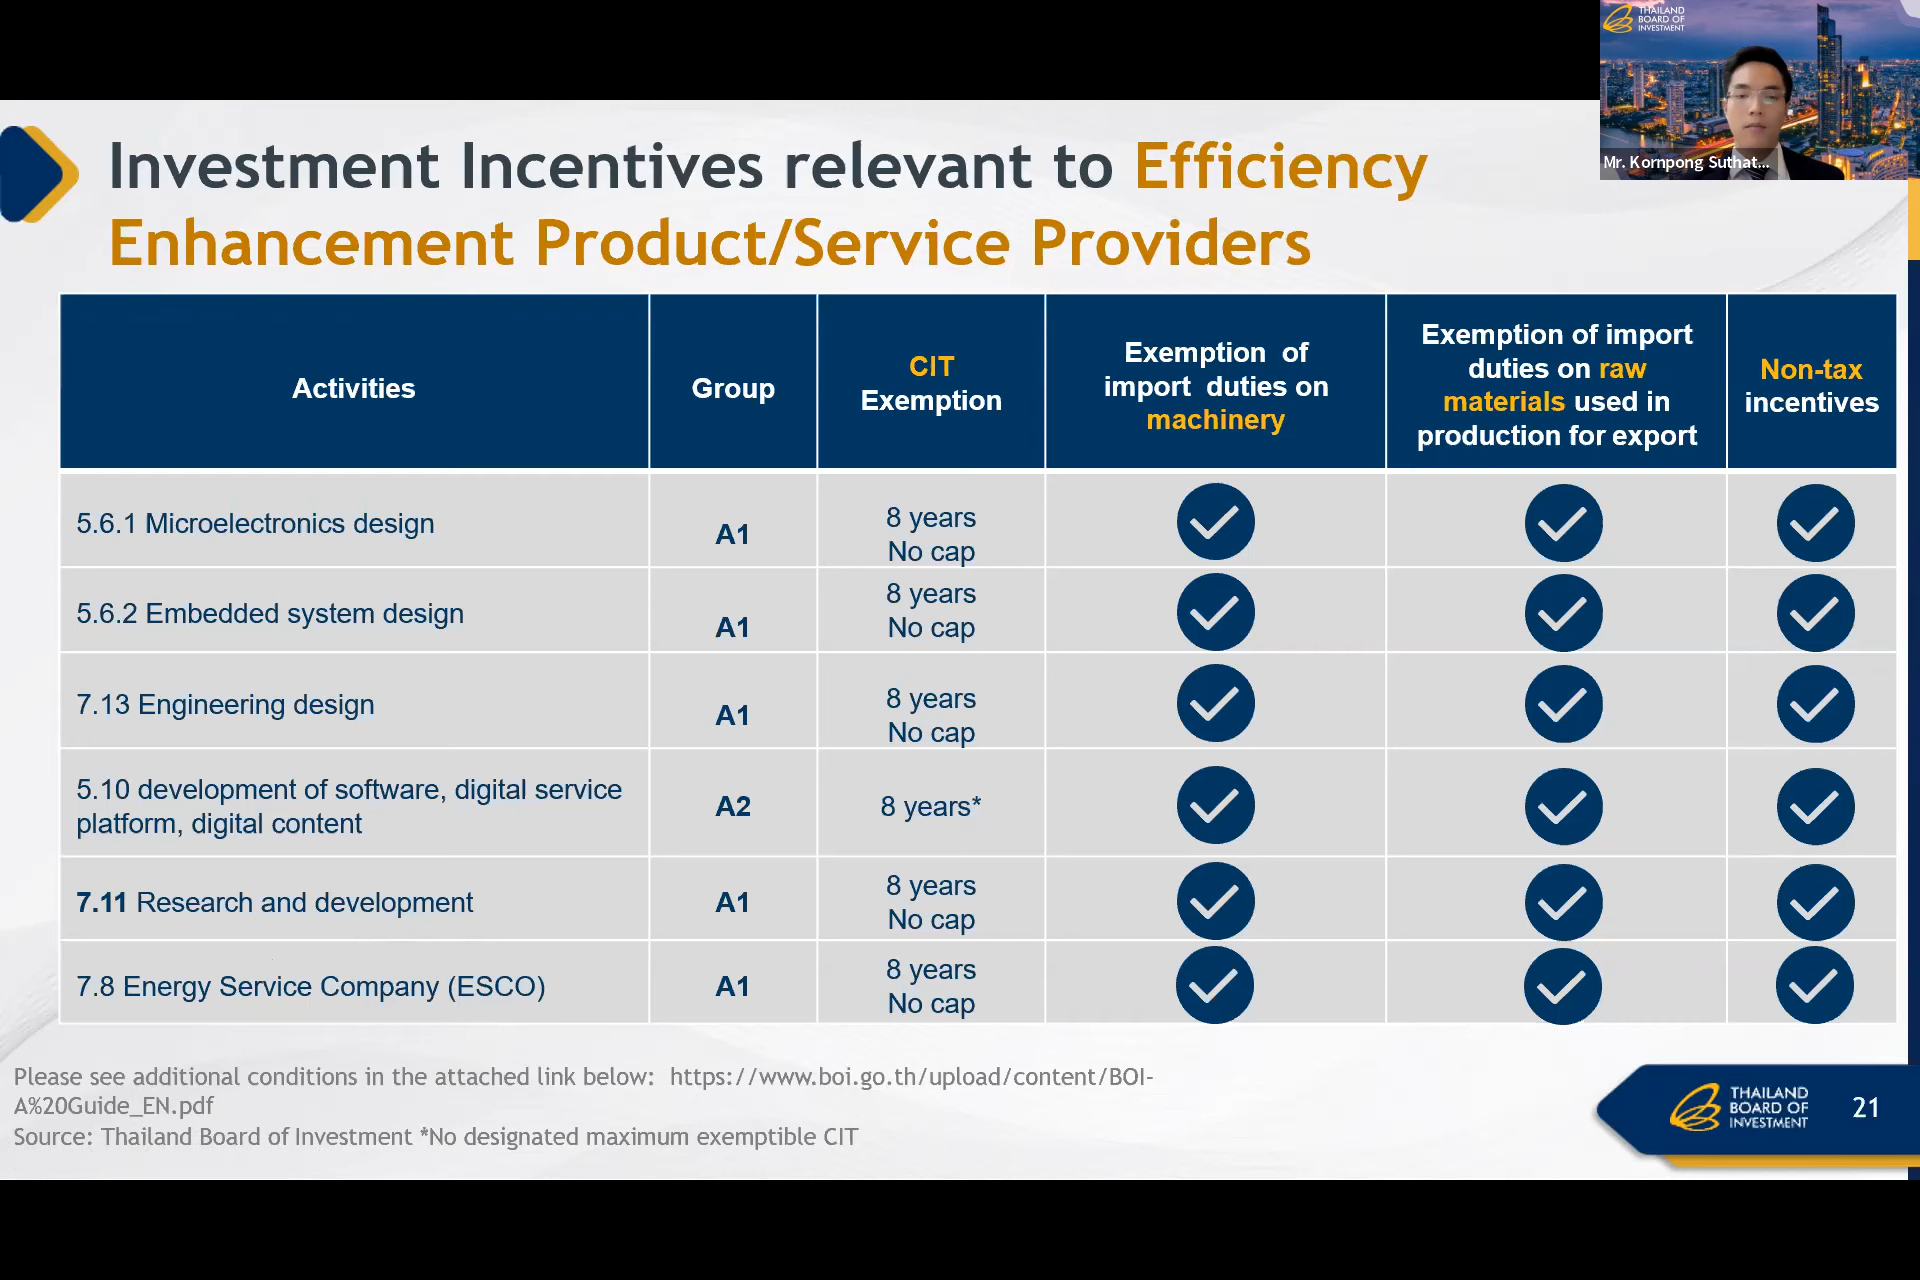 THAILAND
BOARD OF
INVESTMENT
Mr. Kornpong Suthat...
Investment Incentives relevant to Efficiency
Enhancement Product/Service Providers
Activities
Group
CIT
Exemption
Exemption of
import duties on
machinery
Exemption of import
duties on raw
materials used in
production for export
Non-tax
incentives
5.6.1 Microelectronics design
A1
8 years
No cap
5.6.2 Embedded system design
A1
8 years
No cap
7.13 Engineering design
A1
8 years
No cap
5.10 development of software, digital service
platform, digital content
A2
8 years*
7.11 Research and development
A1
8 years
No cap
7.8 Energy Service Company (ESCO)
A1
8 years
No cap
Please see additional conditions in the attached link below: https://www.boi.go.th/upload/content/BOI-
A%20Guide_EN.pdf
Source: Thailand Board of Investment *No designated maximum exemptible CIT
THAILAND
BOARD OF
INVESTMENT
21